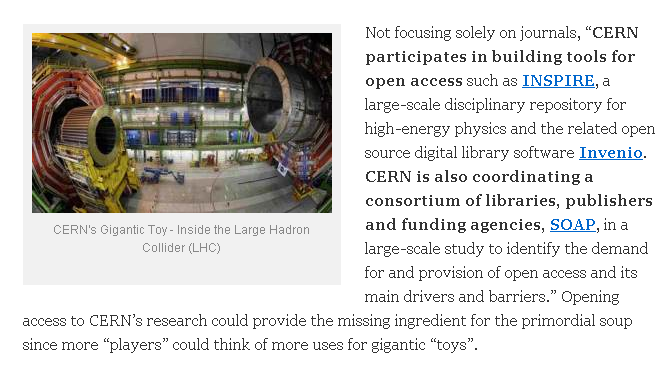 Not focusing solely on journals, “CERN
participates in building tools for
open access such as INSPIRE, a
large-scale disciplinary repository for
high-energy physics and the related open
source digital library software Invenio.
CERN is also coordinating a
consortium of libraries, publishers
and funding agencies, SOAP, in a
large-scale study to identify the demand
for and provision of open access and its
main drivers and barriers.” Opening
access to CERN’s research could provide the missing ingredient for the primordial soup
since more “players” could think of more uses for gigantic “toys”.
CERN's Gigantic Toy - Inside the Large Hadron
Collider (LHC)